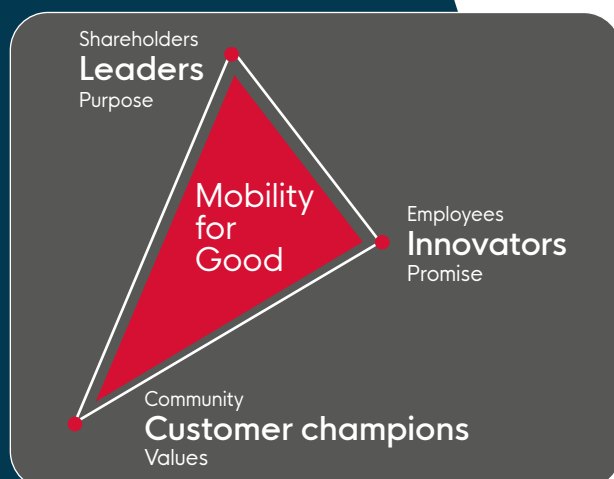 Shareholders
Leaders
Purpose
Mobility
for
Good
Employees
Innovators
Promise
Community
Customer champions
Values